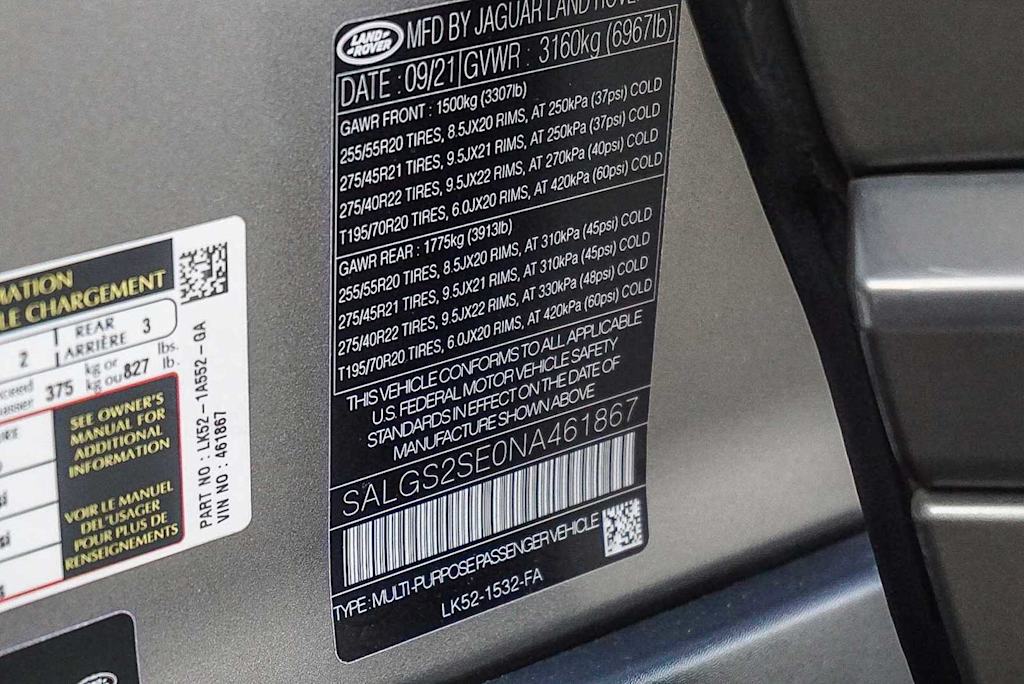 LAND ROVER
MFD BY JAGUAR LAND ROVER
DATE : 09/21 GVWR : 3160kg (6967lb)
GAWR FRONT : 1500kg (3307lb)
255/55R20 TIRES, 8.5JX20 RIMS, AT 250kPa (37psi) COLD
275/45R21 TIRES, 9.5JX21 RIMS, AT 250kPa (37psi) COLD
275/40R22 TIRES, 9.5JX22 RIMS, AT 270kPa (40psi) COLD
T195/70R20 TIRES, 6.0JX20 RIMS, AT 420kPa (60psi) COLD
GAWR REAR : 1775kg (3913lb)
255/55R20 TIRES, 8.5JX20 RIMS, AT 310kPa (45psi) COLD
275/45R21 TIRES, 9.5JX21 RIMS, AT 310kPa (45psi) COLD
275/40R22 TIRES, 9.5JX22 RIMS, AT 330kPa (48psi) COLD
T195/70R20 TIRES, 6.0JX20 RIMS, AT 420kPa (60psi) COLD
THIS VEHICLE CONFORMS TO ALL APPLICABLE
U.S. FEDERAL MOTOR VEHICLE SAFETY
STANDARDS IN EFFECT ON THE DATE OF
MANUFACTURE SHOWN ABOVE
SALGS2SE0NA461867
TYPE : MULTI-PURPOSE PASSENGER VEHICLE
LK52-1532-FA
MATION
LE CHARGEMENT
2 REAR 3
ARRIÈRE
375 kg or 827 lbs.
kg ou lb.
SEE OWNER'S
MANUAL FOR
ADDITIONAL
INFORMATION
VOIR LE MANUEL
DEL'USAGER
POUR PLUS DE
RENSEIGNEMENTS
PART NO : LK52-1A552-GA
VIN NO : 461867